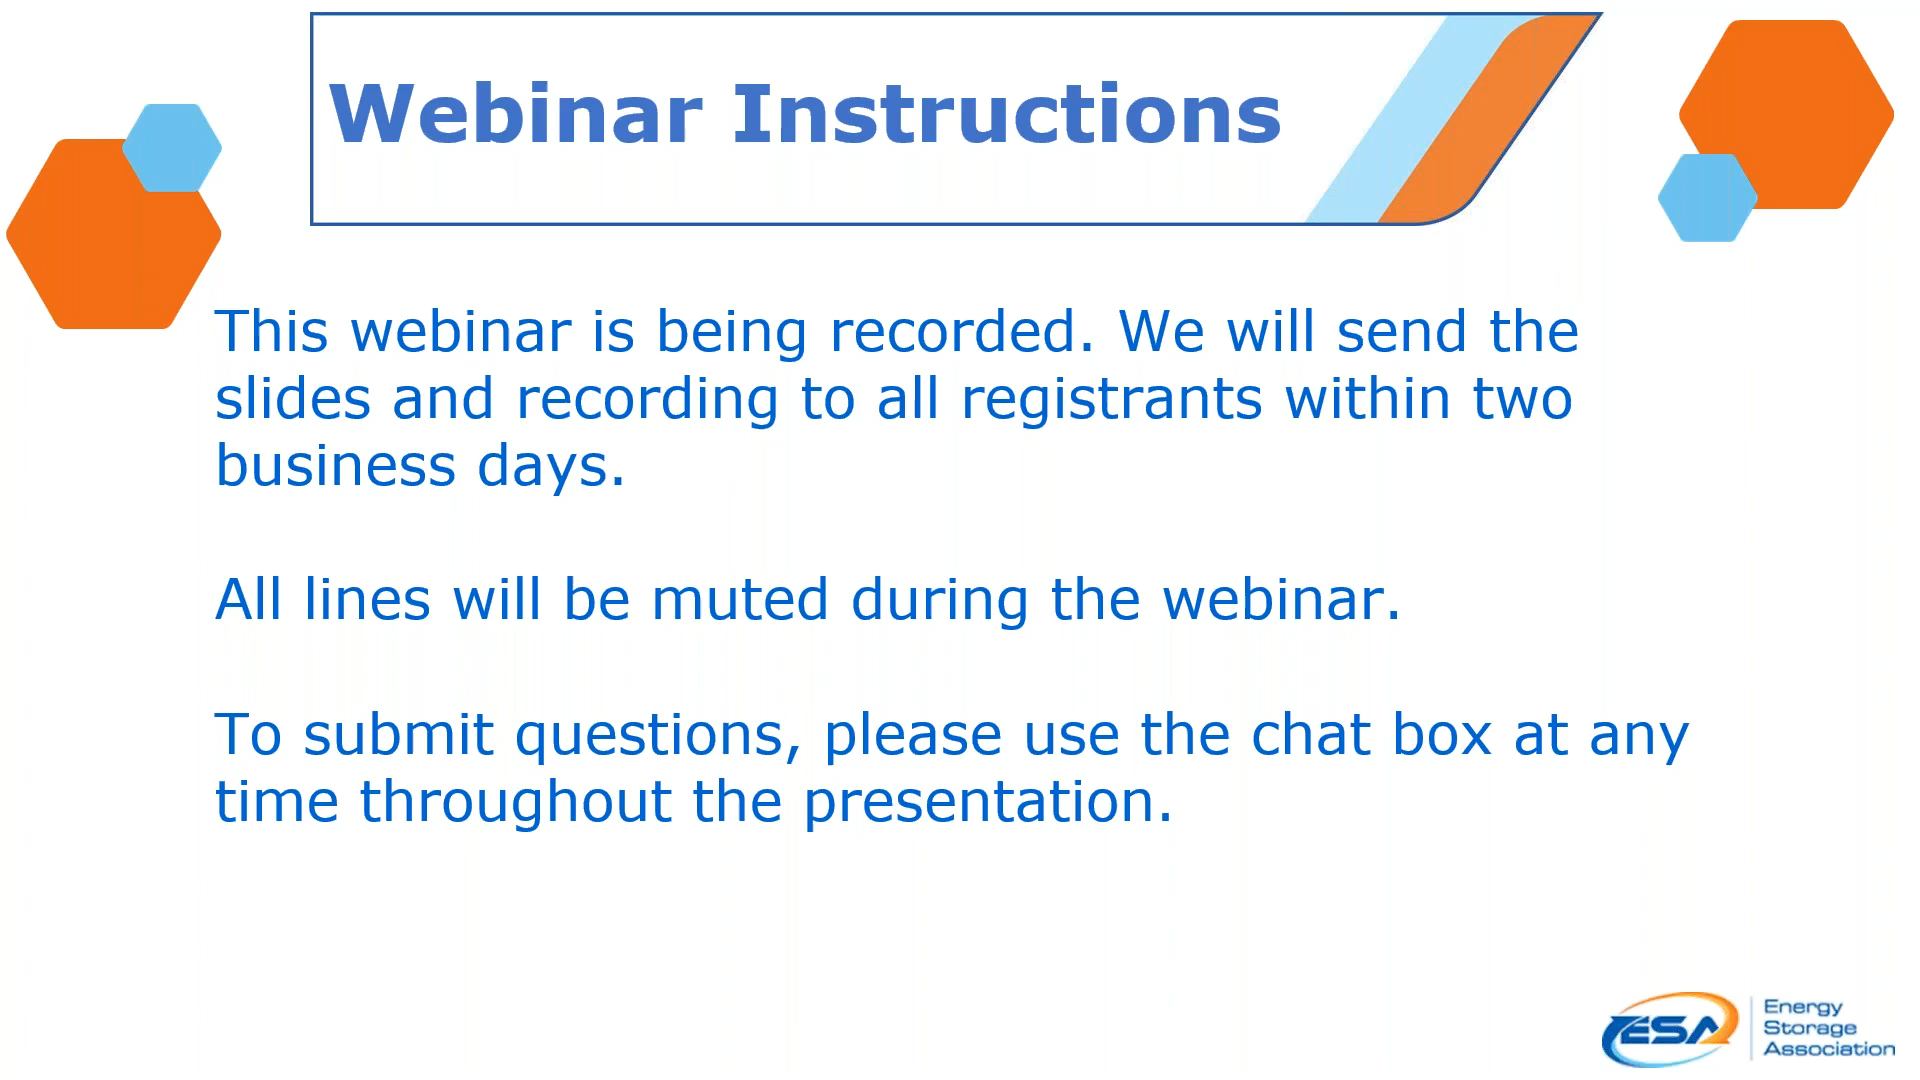 Webinar Instructions
This webinar is being recorded. We will send the
slides and recording to all registrants within two
business days.
All lines will be muted during the webinar.
To submit questions, please use the chat box at any
time throughout the presentation.
ESA
Energy
Storage
Association